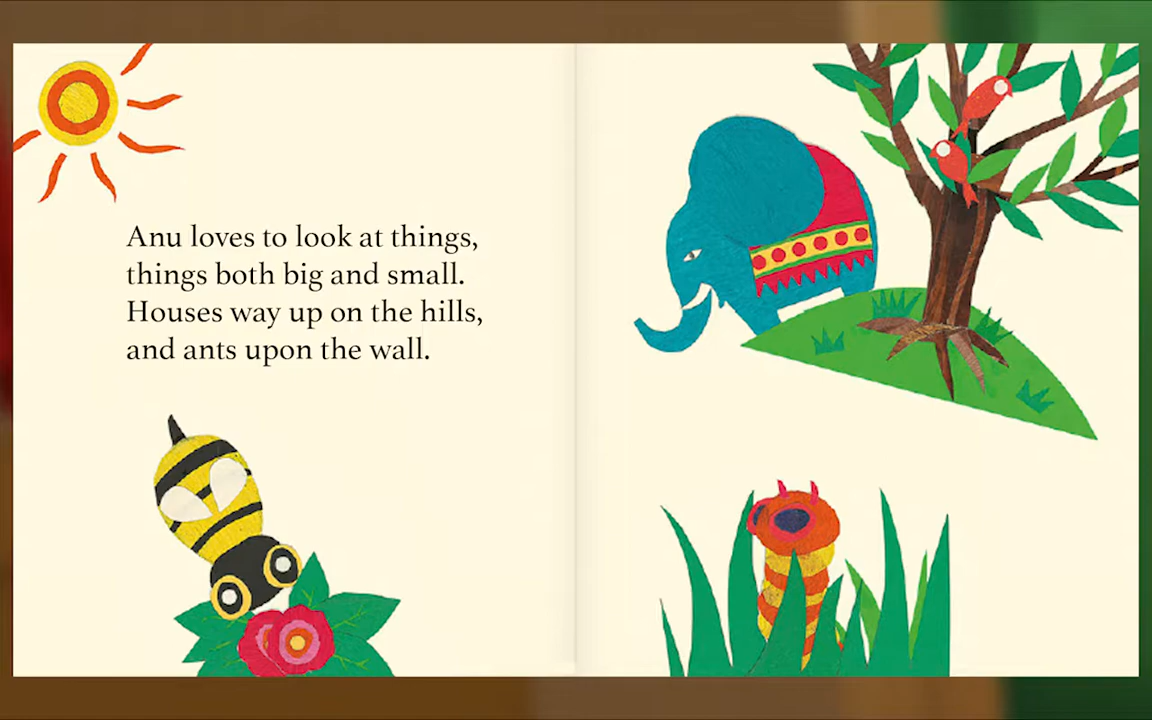 Anu loves to look at things,
things both big and small.
Houses way up on the hills,
and ants upon the wall.